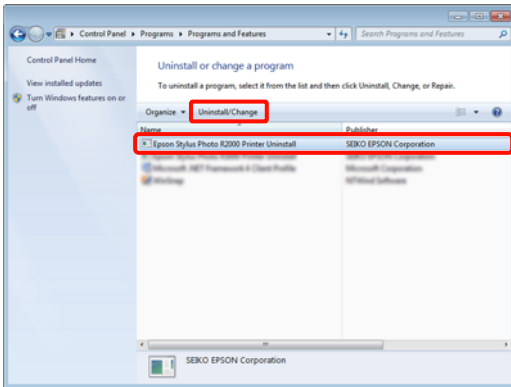 Control Panel ▸ Programs ▸ Programs and Features
Search Programs and Features
Control Panel Home
View installed updates
Turn Windows features on or
off
Uninstall or change a program
To uninstall a program, select it from the list and then click Uninstall, Change, or Repair.
Organize
Uninstall/Change
Name
Publisher
Epson Stylus Photo R2000 Printer Uninstall
SEIKO EPSON Corporation
SEIKO EPSON Corporation